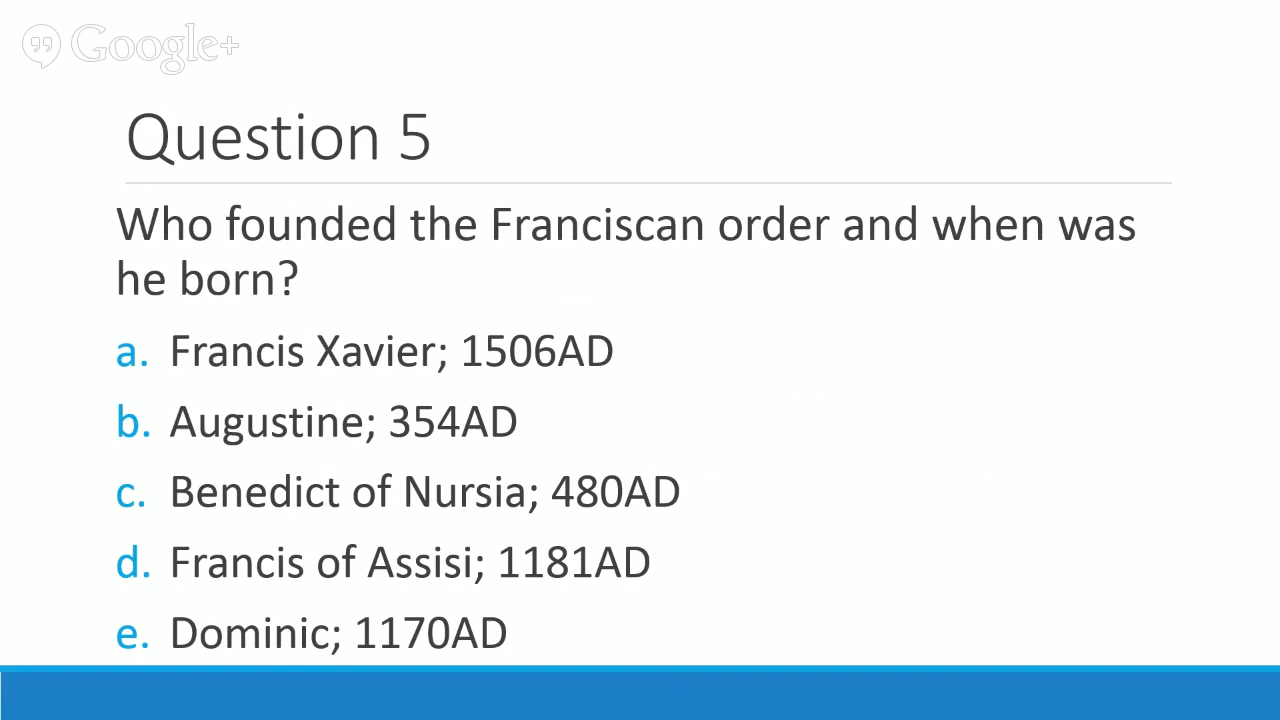 Google+
Question 5
Who founded the Franciscan order and when was
he born?
a. Francis Xavier; 1506AD
b. Augustine; 354AD
c. Benedict of Nursia; 480AD
d. Francis of Assisi; 1181AD
e. Dominic; 1170AD